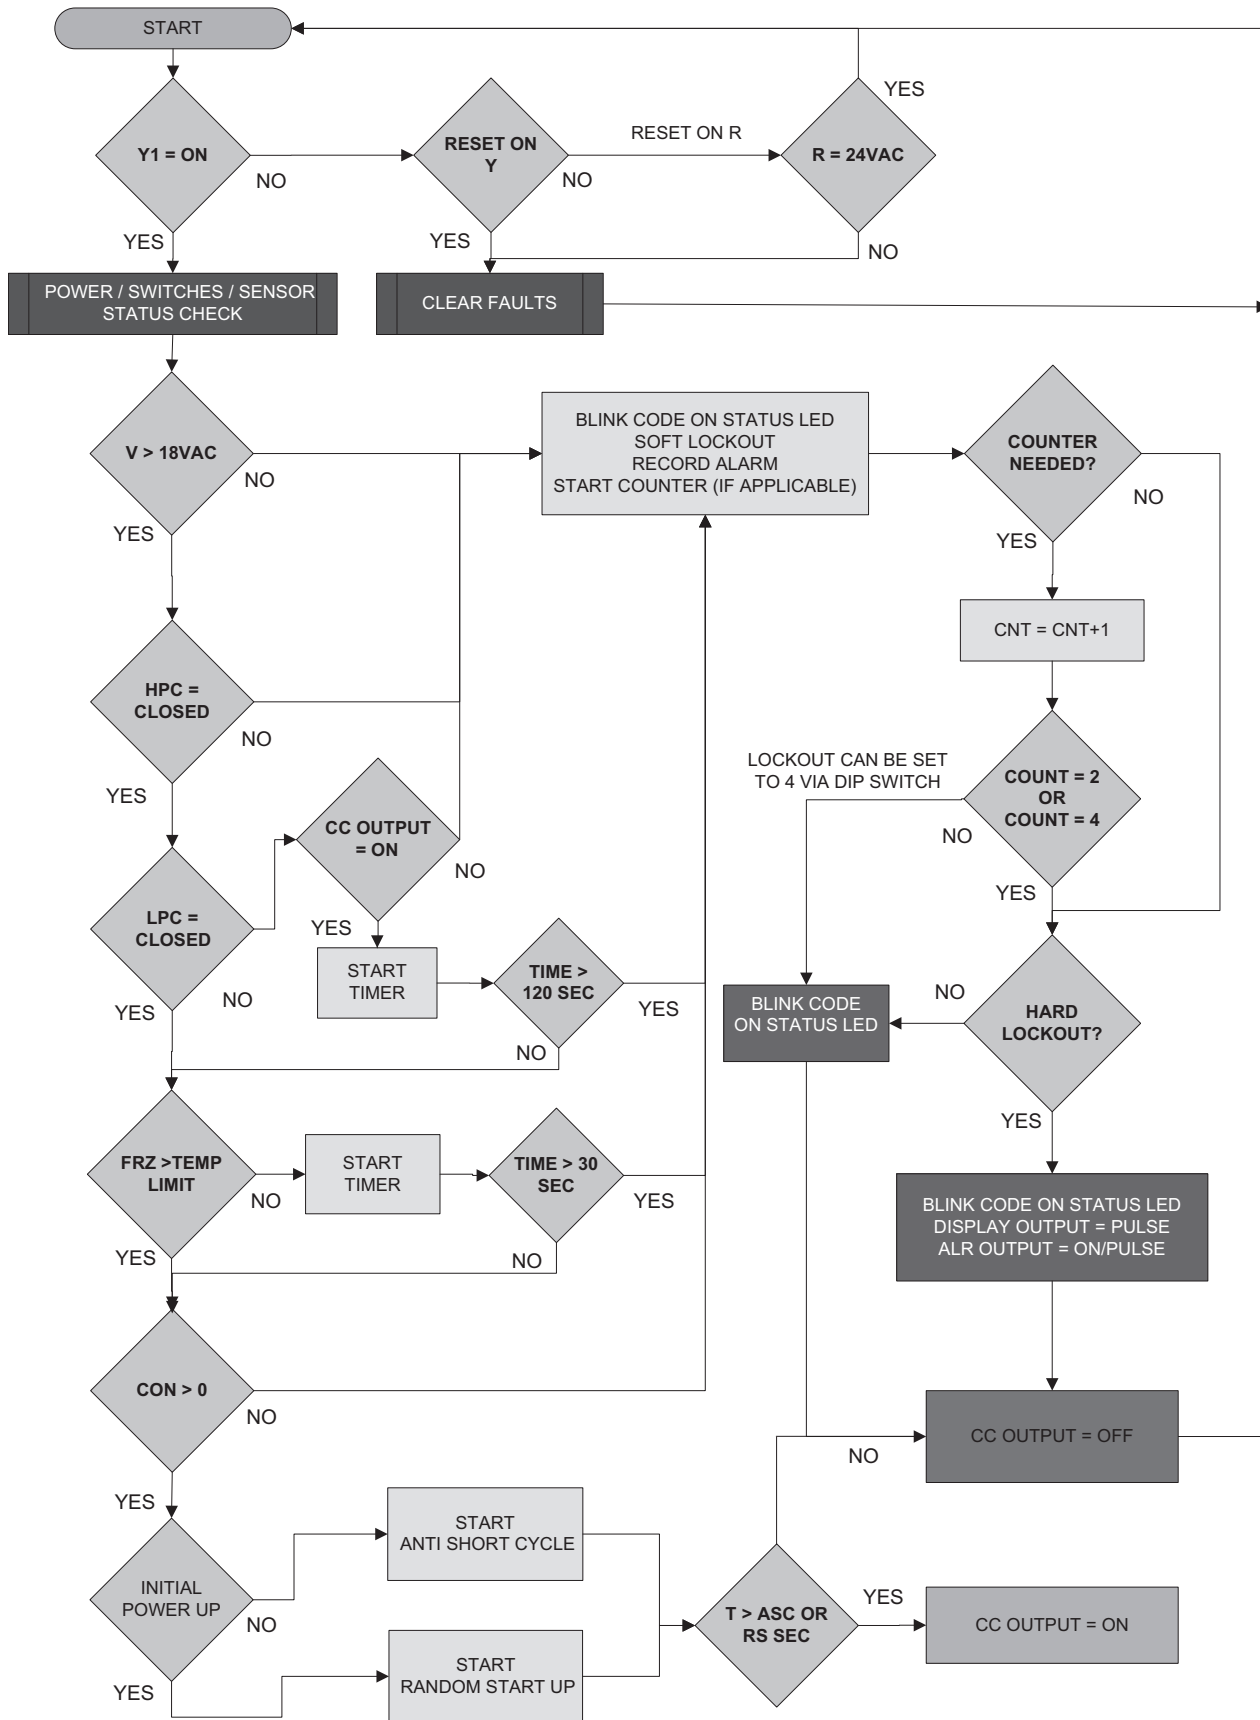 START
YES
Y1 = ON
NO
RESET ON
Y
NO
RESET ON R
R = 24VAC
YES
YES
NO
POWER / SWITCHES / SENSOR
STATUS CHECK
CLEAR FAULTS
V > 18VAC
NO
BLINK CODE ON STATUS LED
SOFT LOCKOUT
RECORD ALARM
START COUNTER (IF APPLICABLE)
COUNTER
NEEDED?
NO
YES
YES
CNT = CNT+1
HPC =
CLOSED
NO
LOCKOUT CAN BE SET
TO 4 VIA DIP SWITCH
COUNT = 2
OR
COUNT = 4
YES
CC OUTPUT
= ON
NO
NO
YES
LPC =
CLOSED
YES
START
TIMER
TIME >
120 SEC
YES
NO
YES
NO
BLINK CODE
ON STATUS LED
NO
HARD
LOCKOUT?
YES
FRZ >TEMP
LIMIT
NO
START
TIMER
TIME > 30
SEC
YES
BLINK CODE ON STATUS LED
DISPLAY OUTPUT = PULSE
ALR OUTPUT = ON/PULSE
YES
NO
CON > 0
NO
CC OUTPUT = OFF
NO
YES
START
ANTI SHORT CYCLE
INITIAL
POWER UP
NO
T > ASC OR
RS SEC
YES
CC OUTPUT = ON
START
RANDOM START UP
YES